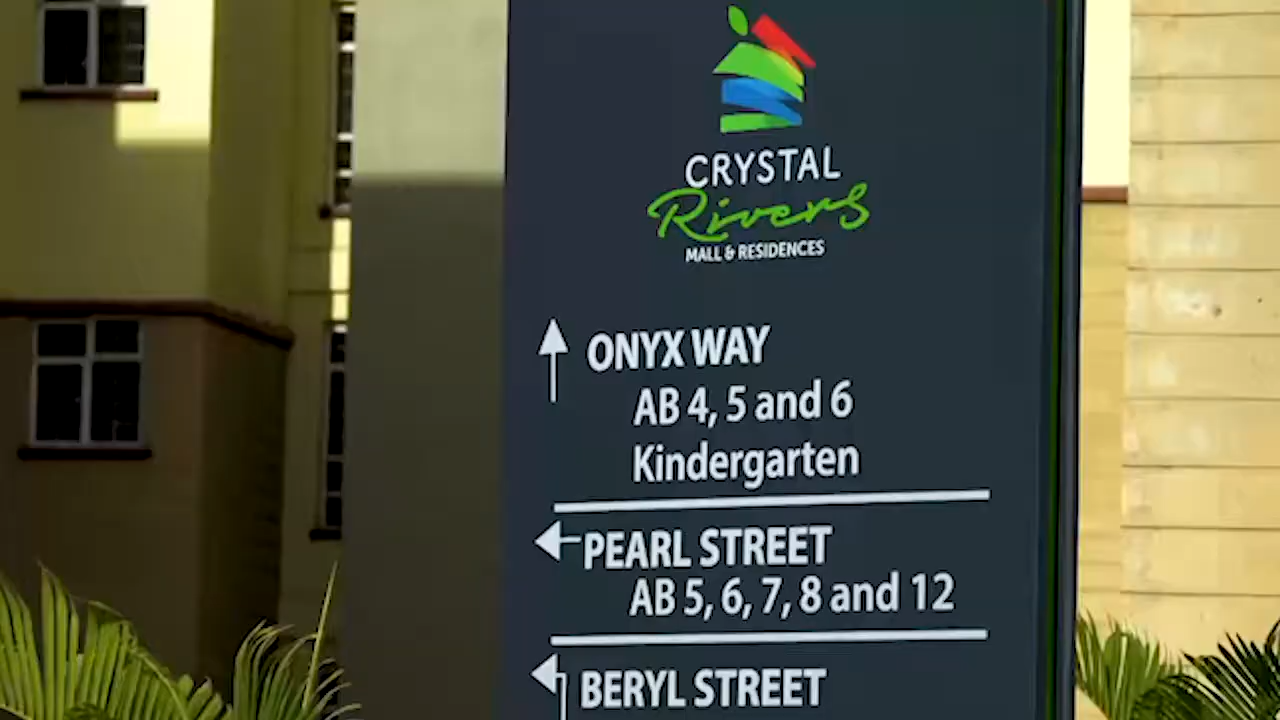 CRYSTAL
Rivers
MALL & RESIDENCES
ONYX WAY
AB 4, 5 and 6
Kindergarten
PEARL STREET
AB 5, 6, 7, 8 and 12
BERYL STREET